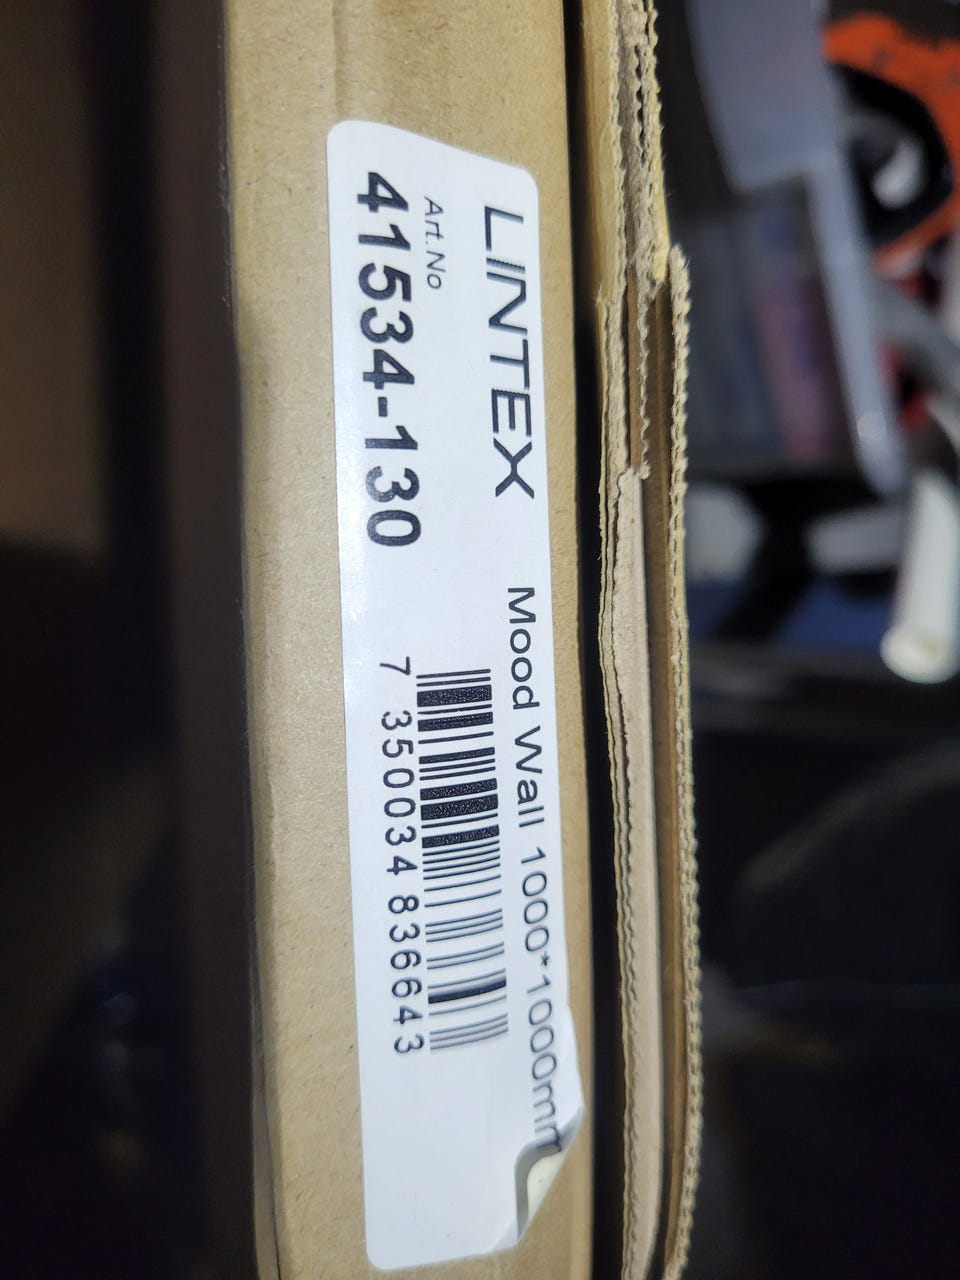 LINTEX Mood Wall 1000*1000mm
Art.No
41534-130
7 350034 836643